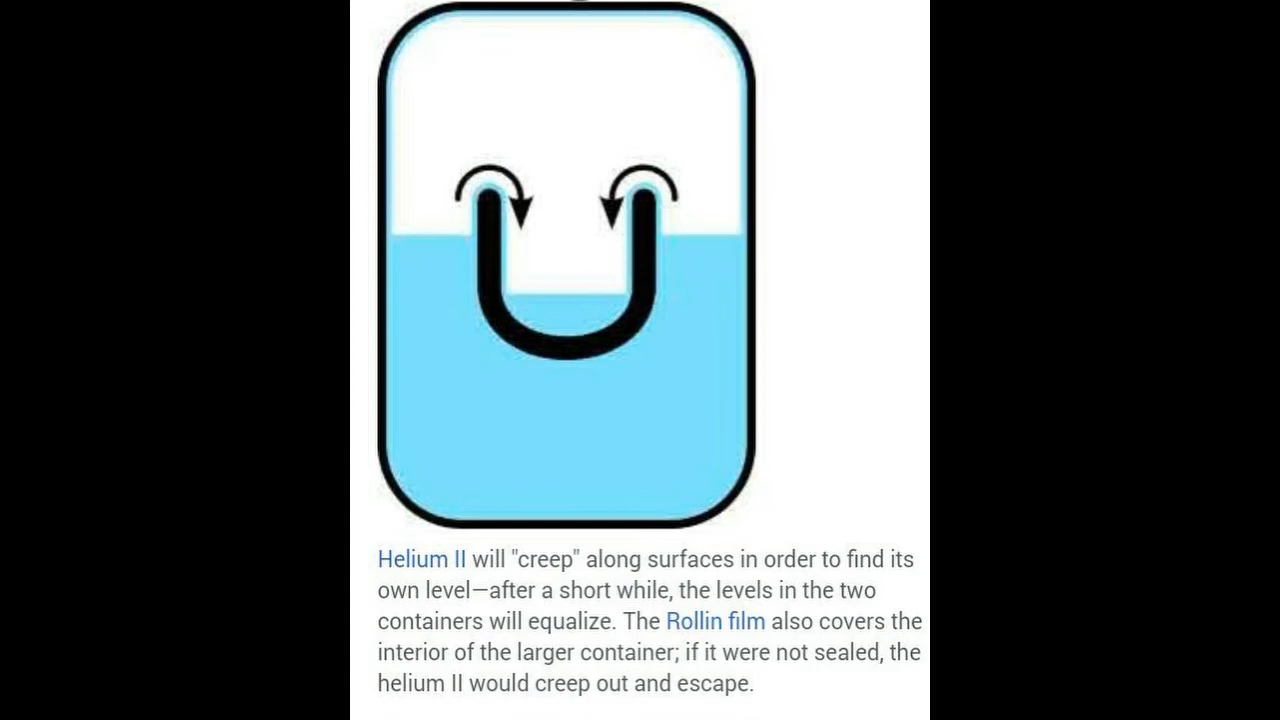 Helium II will "creep" along surfaces in order to find its
own level—after a short while, the levels in the two
containers will equalize. The Rollin film also covers the
interior of the larger container; if it were not sealed, the
helium II would creep out and escape.